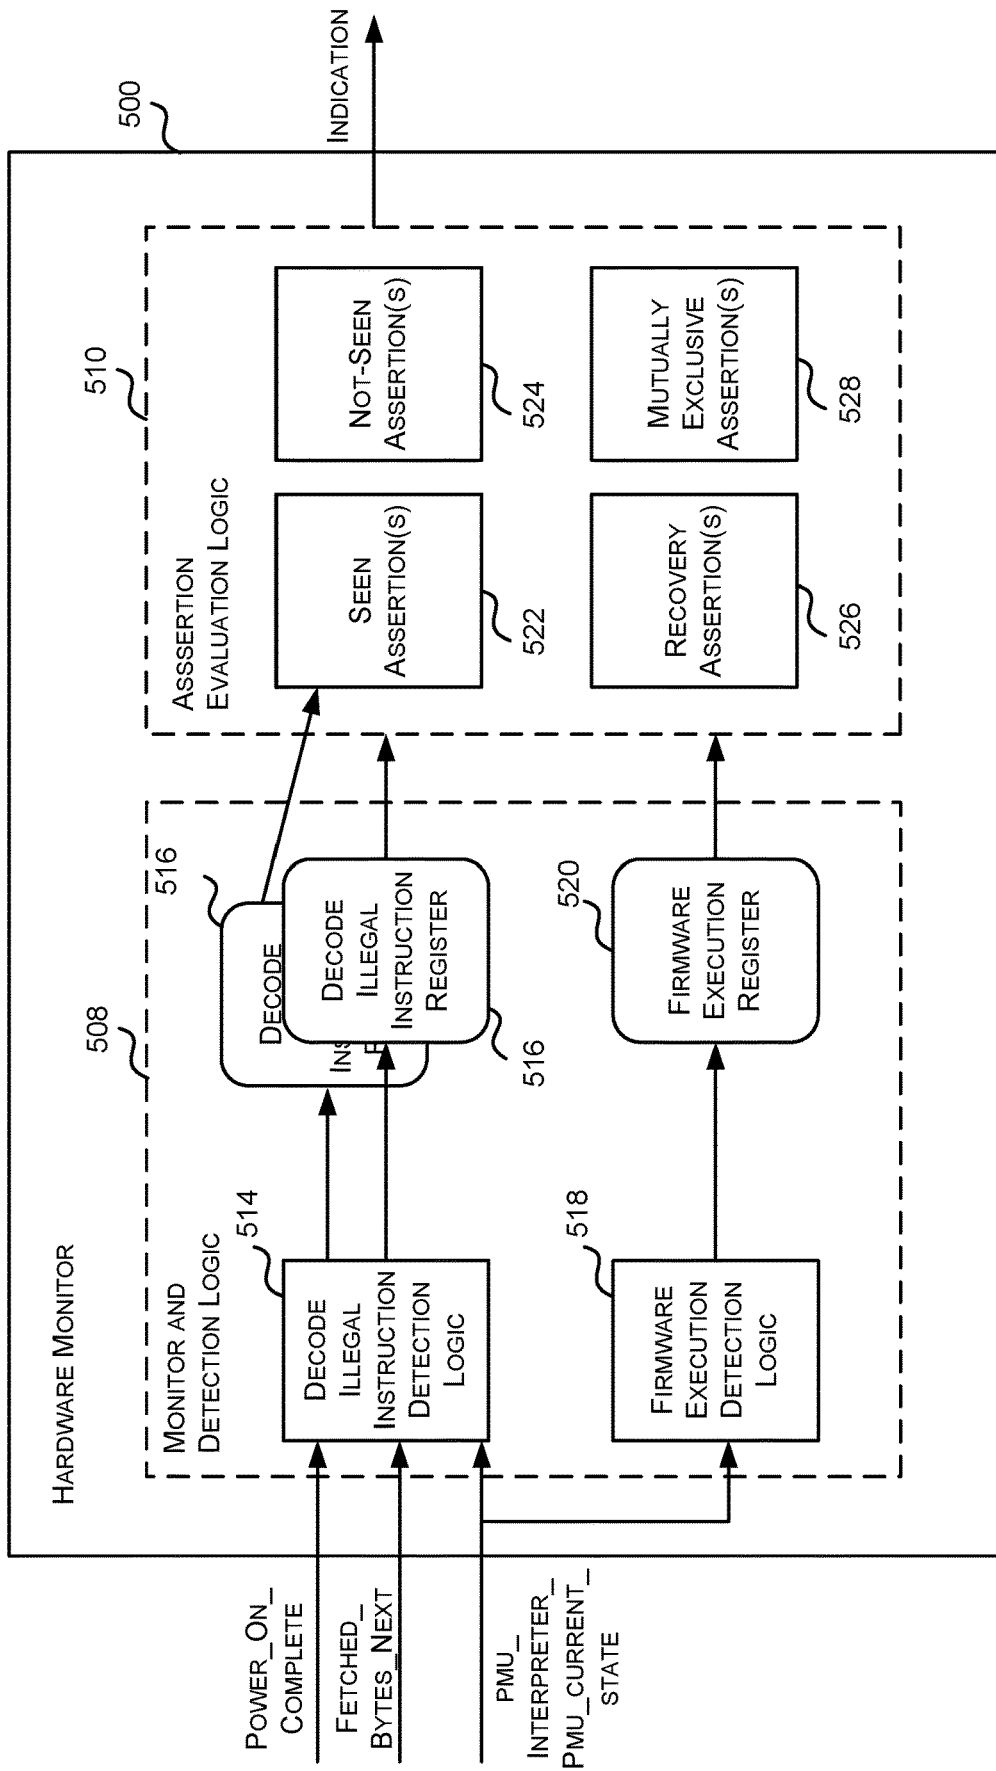 HARDWARE MONITOR
500
MONITOR AND
DETECTION LOGIC
508
ASSSERTION
EVALUATION LOGIC
510
POWER_ON_
COMPLETE
FETCHED_
BYTES_NEXT
PMU_
INTERPRETER_
PMU_CURRENT_
STATE
DECODE
ILLEGAL
INSTRUCTION
DETECTION
LOGIC
514
DECODE
INS
516
DECODE
ILLEGAL
INSTRUCTION
REGISTER
516
SEEN
ASSERTION(S)
522
NOT-SEEN
ASSERTION(S)
524
INDICATION
FIRMWARE
EXECUTION
DETECTION
LOGIC
518
FIRMWARE
EXECUTION
REGISTER
520
RECOVERY
ASSERTION(S)
526
MUTUALLY
EXCLUSIVE
ASSERTION(S)
528